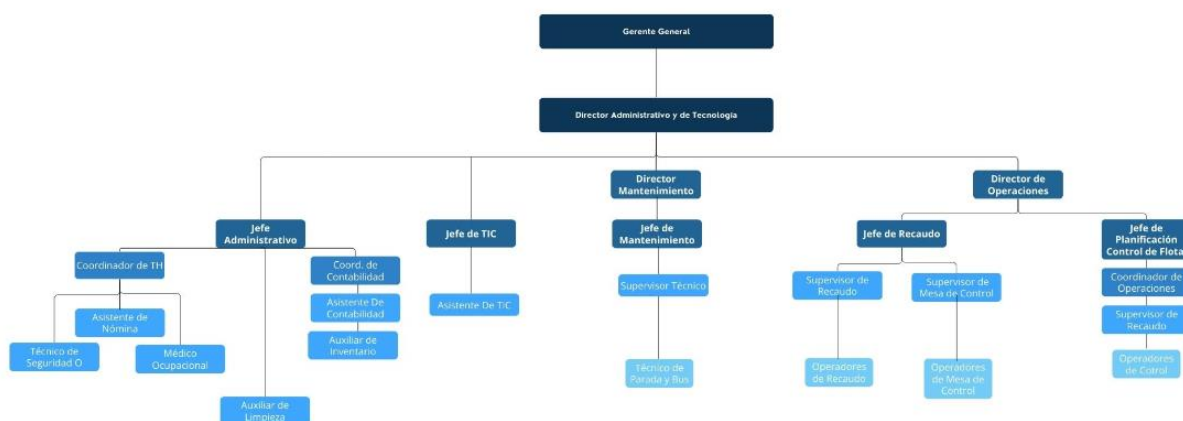 Gerente General
Director Administrativo y de Tecnología
Director
Mantenimiento
Director de
Operaciones
Jefe
Administrativo
Jefe de TIC
Jefe de
Mantenimiento
Jefe de Recaudo
Jefe de
Planificación
Control de Flota
Coordinador de TH
Coord. de
Contabilidad
Supervisor Técnico
Supervisor de
Recaudo
Supervisor
de Mesa de Control
Coordinador de
Operaciones
Asistente de
Nómina
Asistente De
Contabilidad
Asistente De TIC
Supervisor de
Recaudo
Técnico de
Seguridad O
Médico
Ocupacional
Auxiliar de
Inventario
Técnico de
Parada y Bus
Operadores
de Recaudo
Operadores
de Mesa de
Control
Operadores
de Cotrol
Auxiliar de
Limpieza